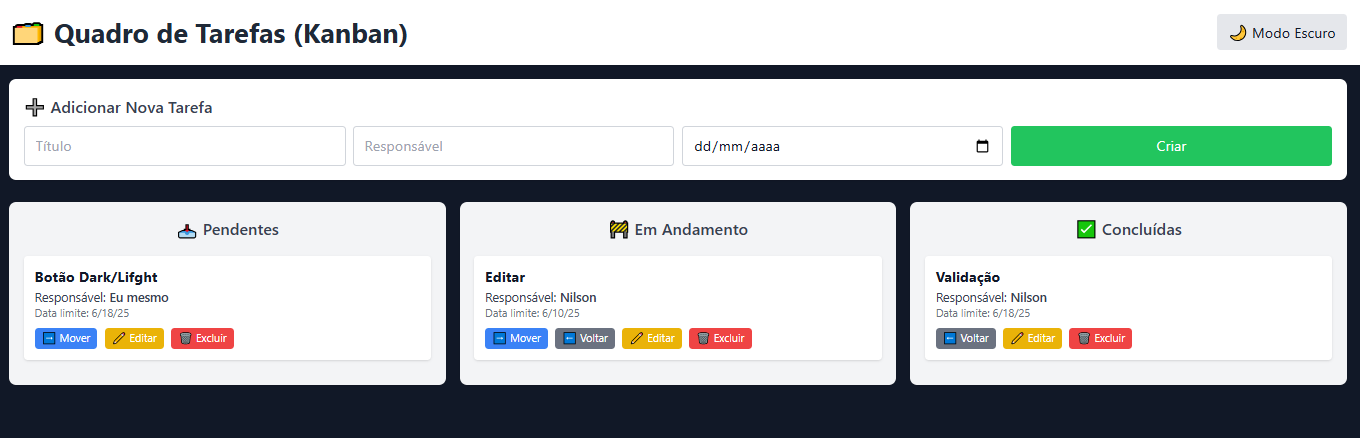 Quadro de Tarefas (Kanban)
Modo Escuro
Adicionar Nova Tarefa
Título
Responsável
dd/mm/aaaa
Criar
Pendentes
Botão Dark/Lifght
Responsável: Eu mesmo
Data limite: 6/18/25
Mover Editar Excluir
Em Andamento
Editar
Responsável: Nilson
Data limite: 6/10/25
Mover Voltar Editar Excluir
Concluídas
Validação
Responsável: Nilson
Data limite: 6/18/25
Voltar Editar Excluir